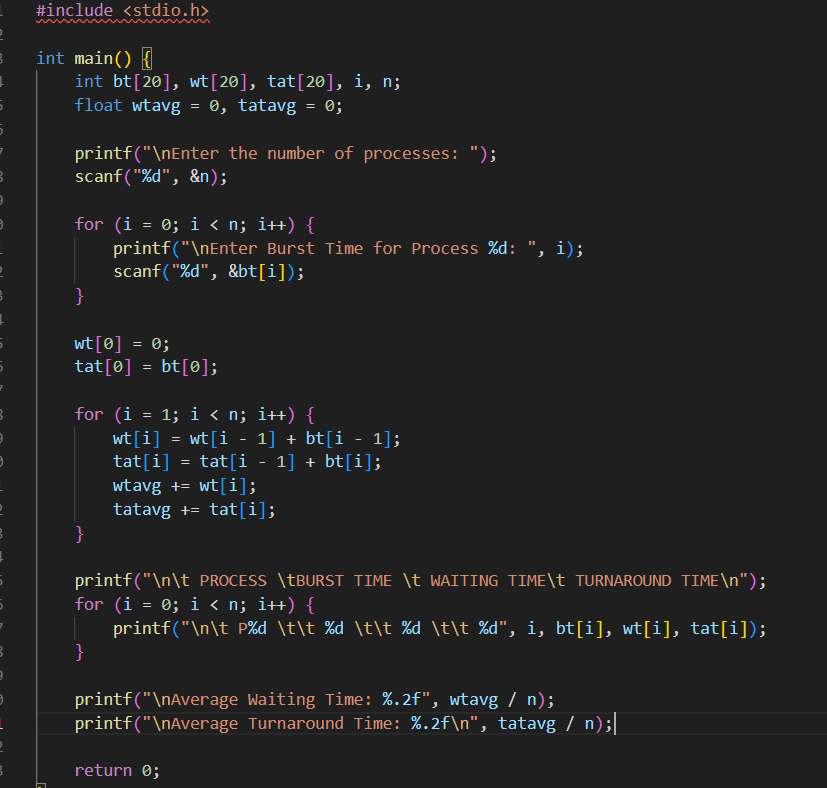 #include <stdio.h>
int main() {
    int bt[20], wt[20], tat[20], i, n;
    float wtavg = 0, tatavg = 0;
    printf("\nEnter the number of processes: ");
    scanf("%d", &n);
    for (i = 0; i < n; i++) {
        printf("\nEnter Burst Time for Process %d: ", i);
        scanf("%d", &bt[i]);
    }
    wt[0] = 0;
    tat[0] = bt[0];
    for (i = 1; i < n; i++) {
        wt[i] = wt[i - 1] + bt[i - 1];
        tat[i] = tat[i - 1] + bt[i];
        wtavg += wt[i];
        tatavg += tat[i];
    }
    printf("\n\t PROCESS \tBURST TIME \t WAITING TIME\t TURNAROUND TIME\n");
    for (i = 0; i < n; i++) {
        printf("\n\t P%d \t\t %d \t\t %d \t\t %d", i, bt[i], wt[i], tat[i]);
    }
    printf("\nAverage Waiting Time: %.2f", wtavg / n);
    printf("\nAverage Turnaround Time: %.2f\n", tatavg / n);
    return 0;